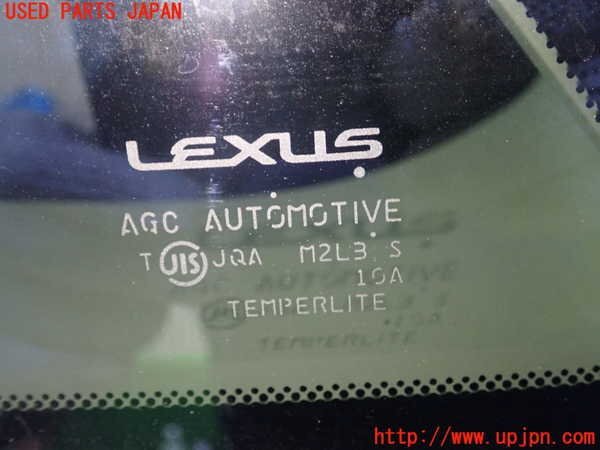 USED PARTS JAPAN
LEXUS
AGC AUTOMOTIVE
T JIS JQA M2L3 S
10A
TEMPERLITE
http://www.upjpn.com/